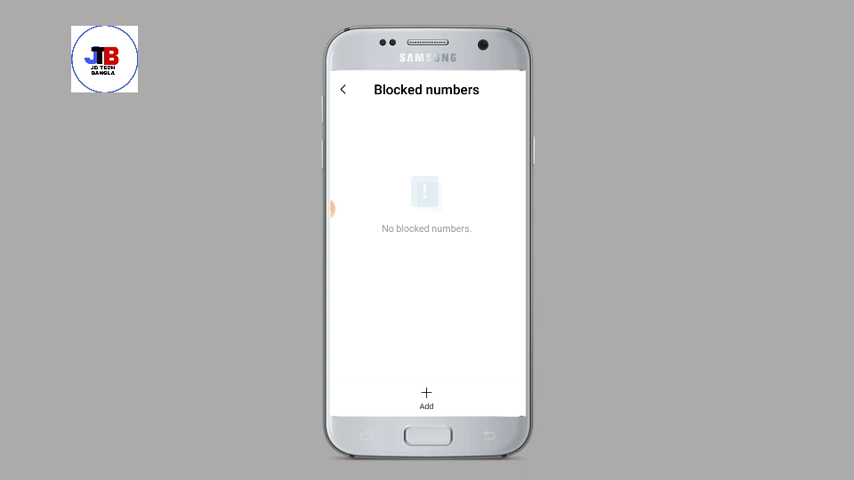 JTB
JD TECH
BANGLA
SAMSUNG
Blocked numbers
No blocked numbers.
Add